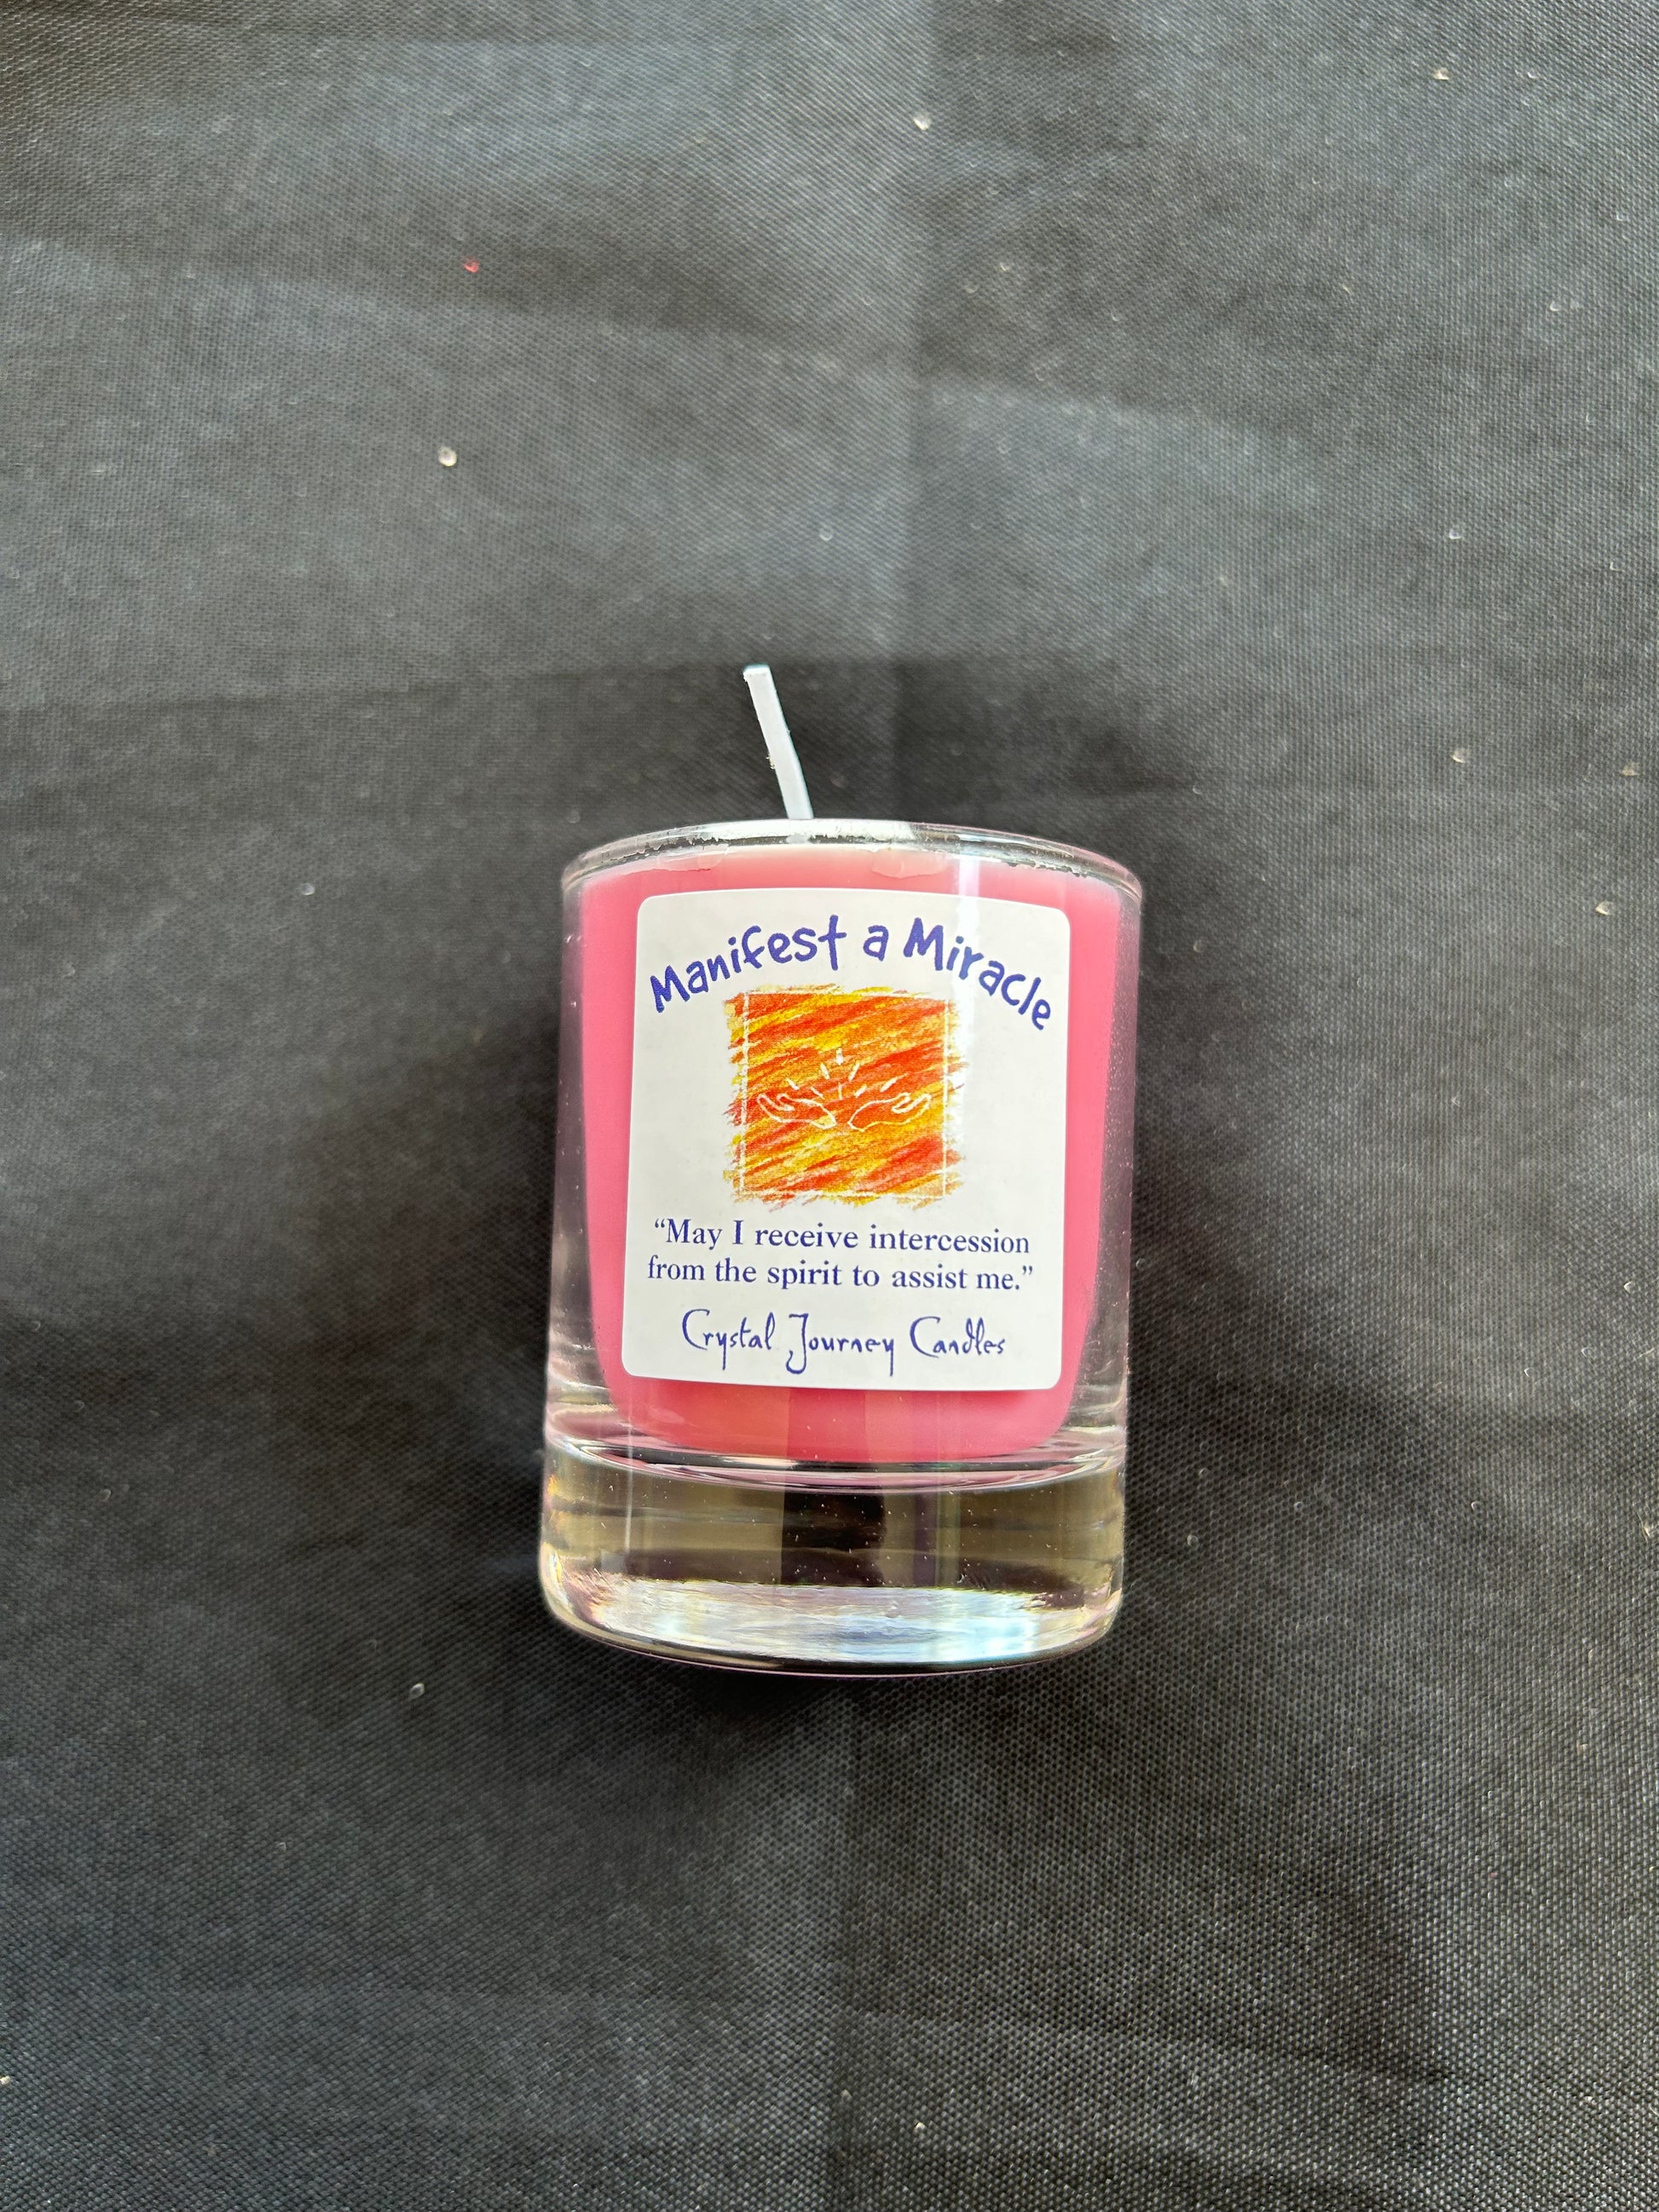 Manifest a Miracle
“May I receive intercession
from the spirit to assist me.”
Crystal Journey Candles